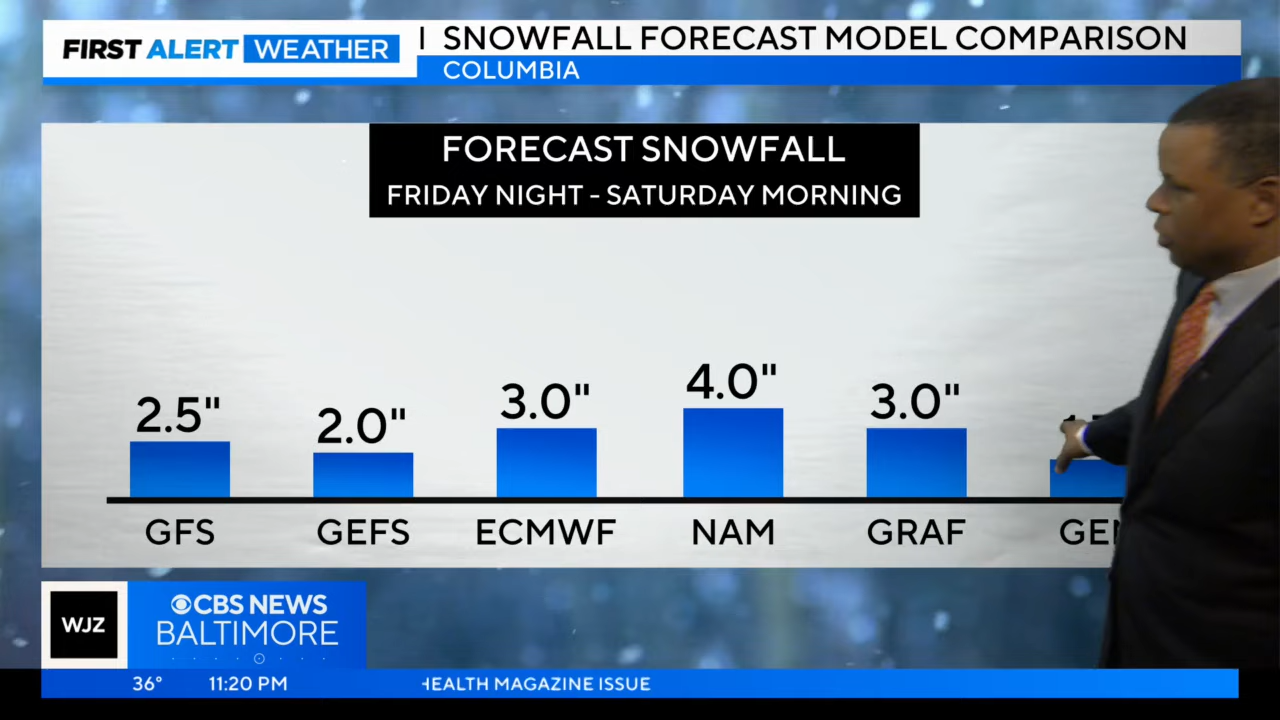 FIRST ALERT WEATHER
SNOWFALL FORECAST MODEL COMPARISON
COLUMBIA
FORECAST SNOWFALL
FRIDAY NIGHT - SATURDAY MORNING
2.5" 2.0" 3.0" 4.0" 3.0"
GFS GEFS ECMWF NAM GRAF
WJZ
CBS NEWS
BALTIMORE
36° 11:20 PM HEALTH MAGAZINE ISSUE